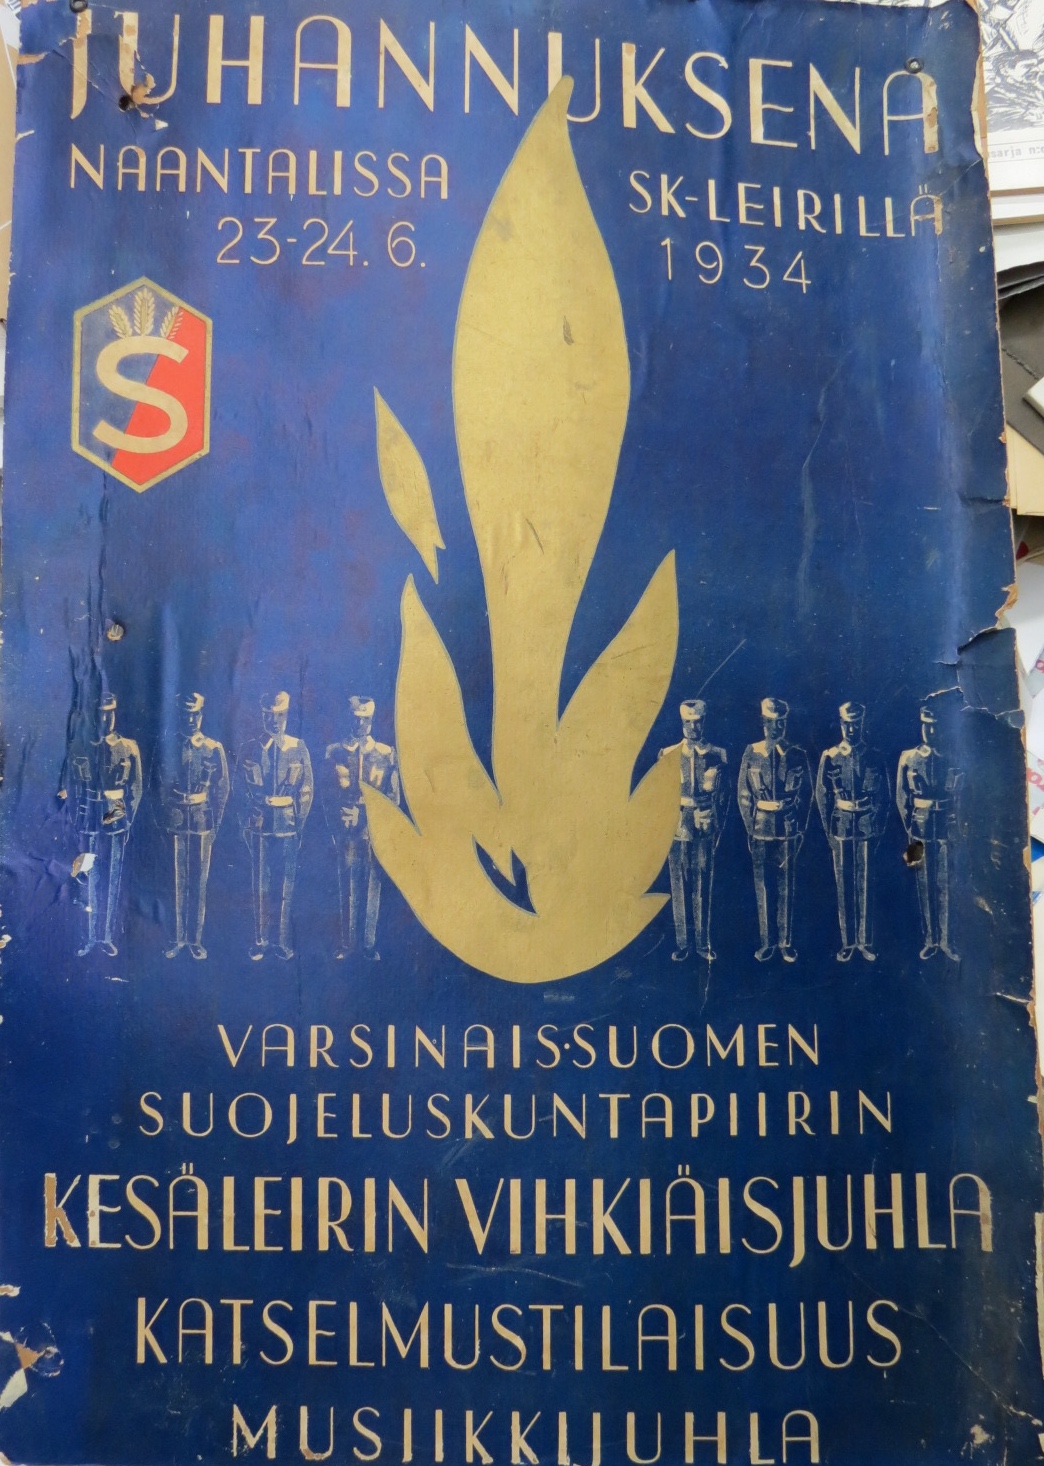 JUHANNUKSENA
NAANTALISSA
23-24. 6.
SK-LEIRILLÄ
1934
S
VARSINAIS-SUOMEN
SUOJELUSKUNTAPIIRIN
KESÄLEIRIN VIHKIÄISJUHLA
KATSELMUSTILAISUUS
MUSIIKKIJUHLA